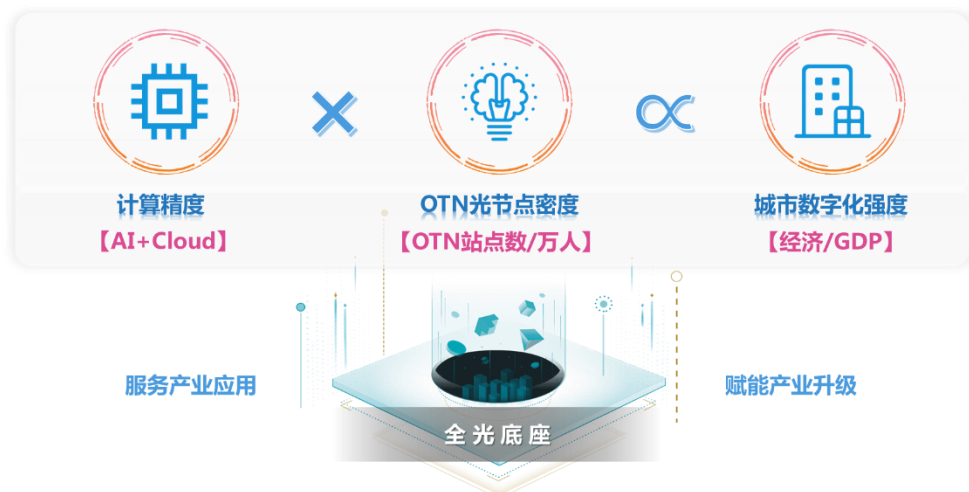 × ∝
计算精度 OTN光节点密度 城市数字化强度
【AI+Cloud】 【OTN站点数/万人】 【经济/GDP】
服务产业应用 赋能产业升级
全光底座